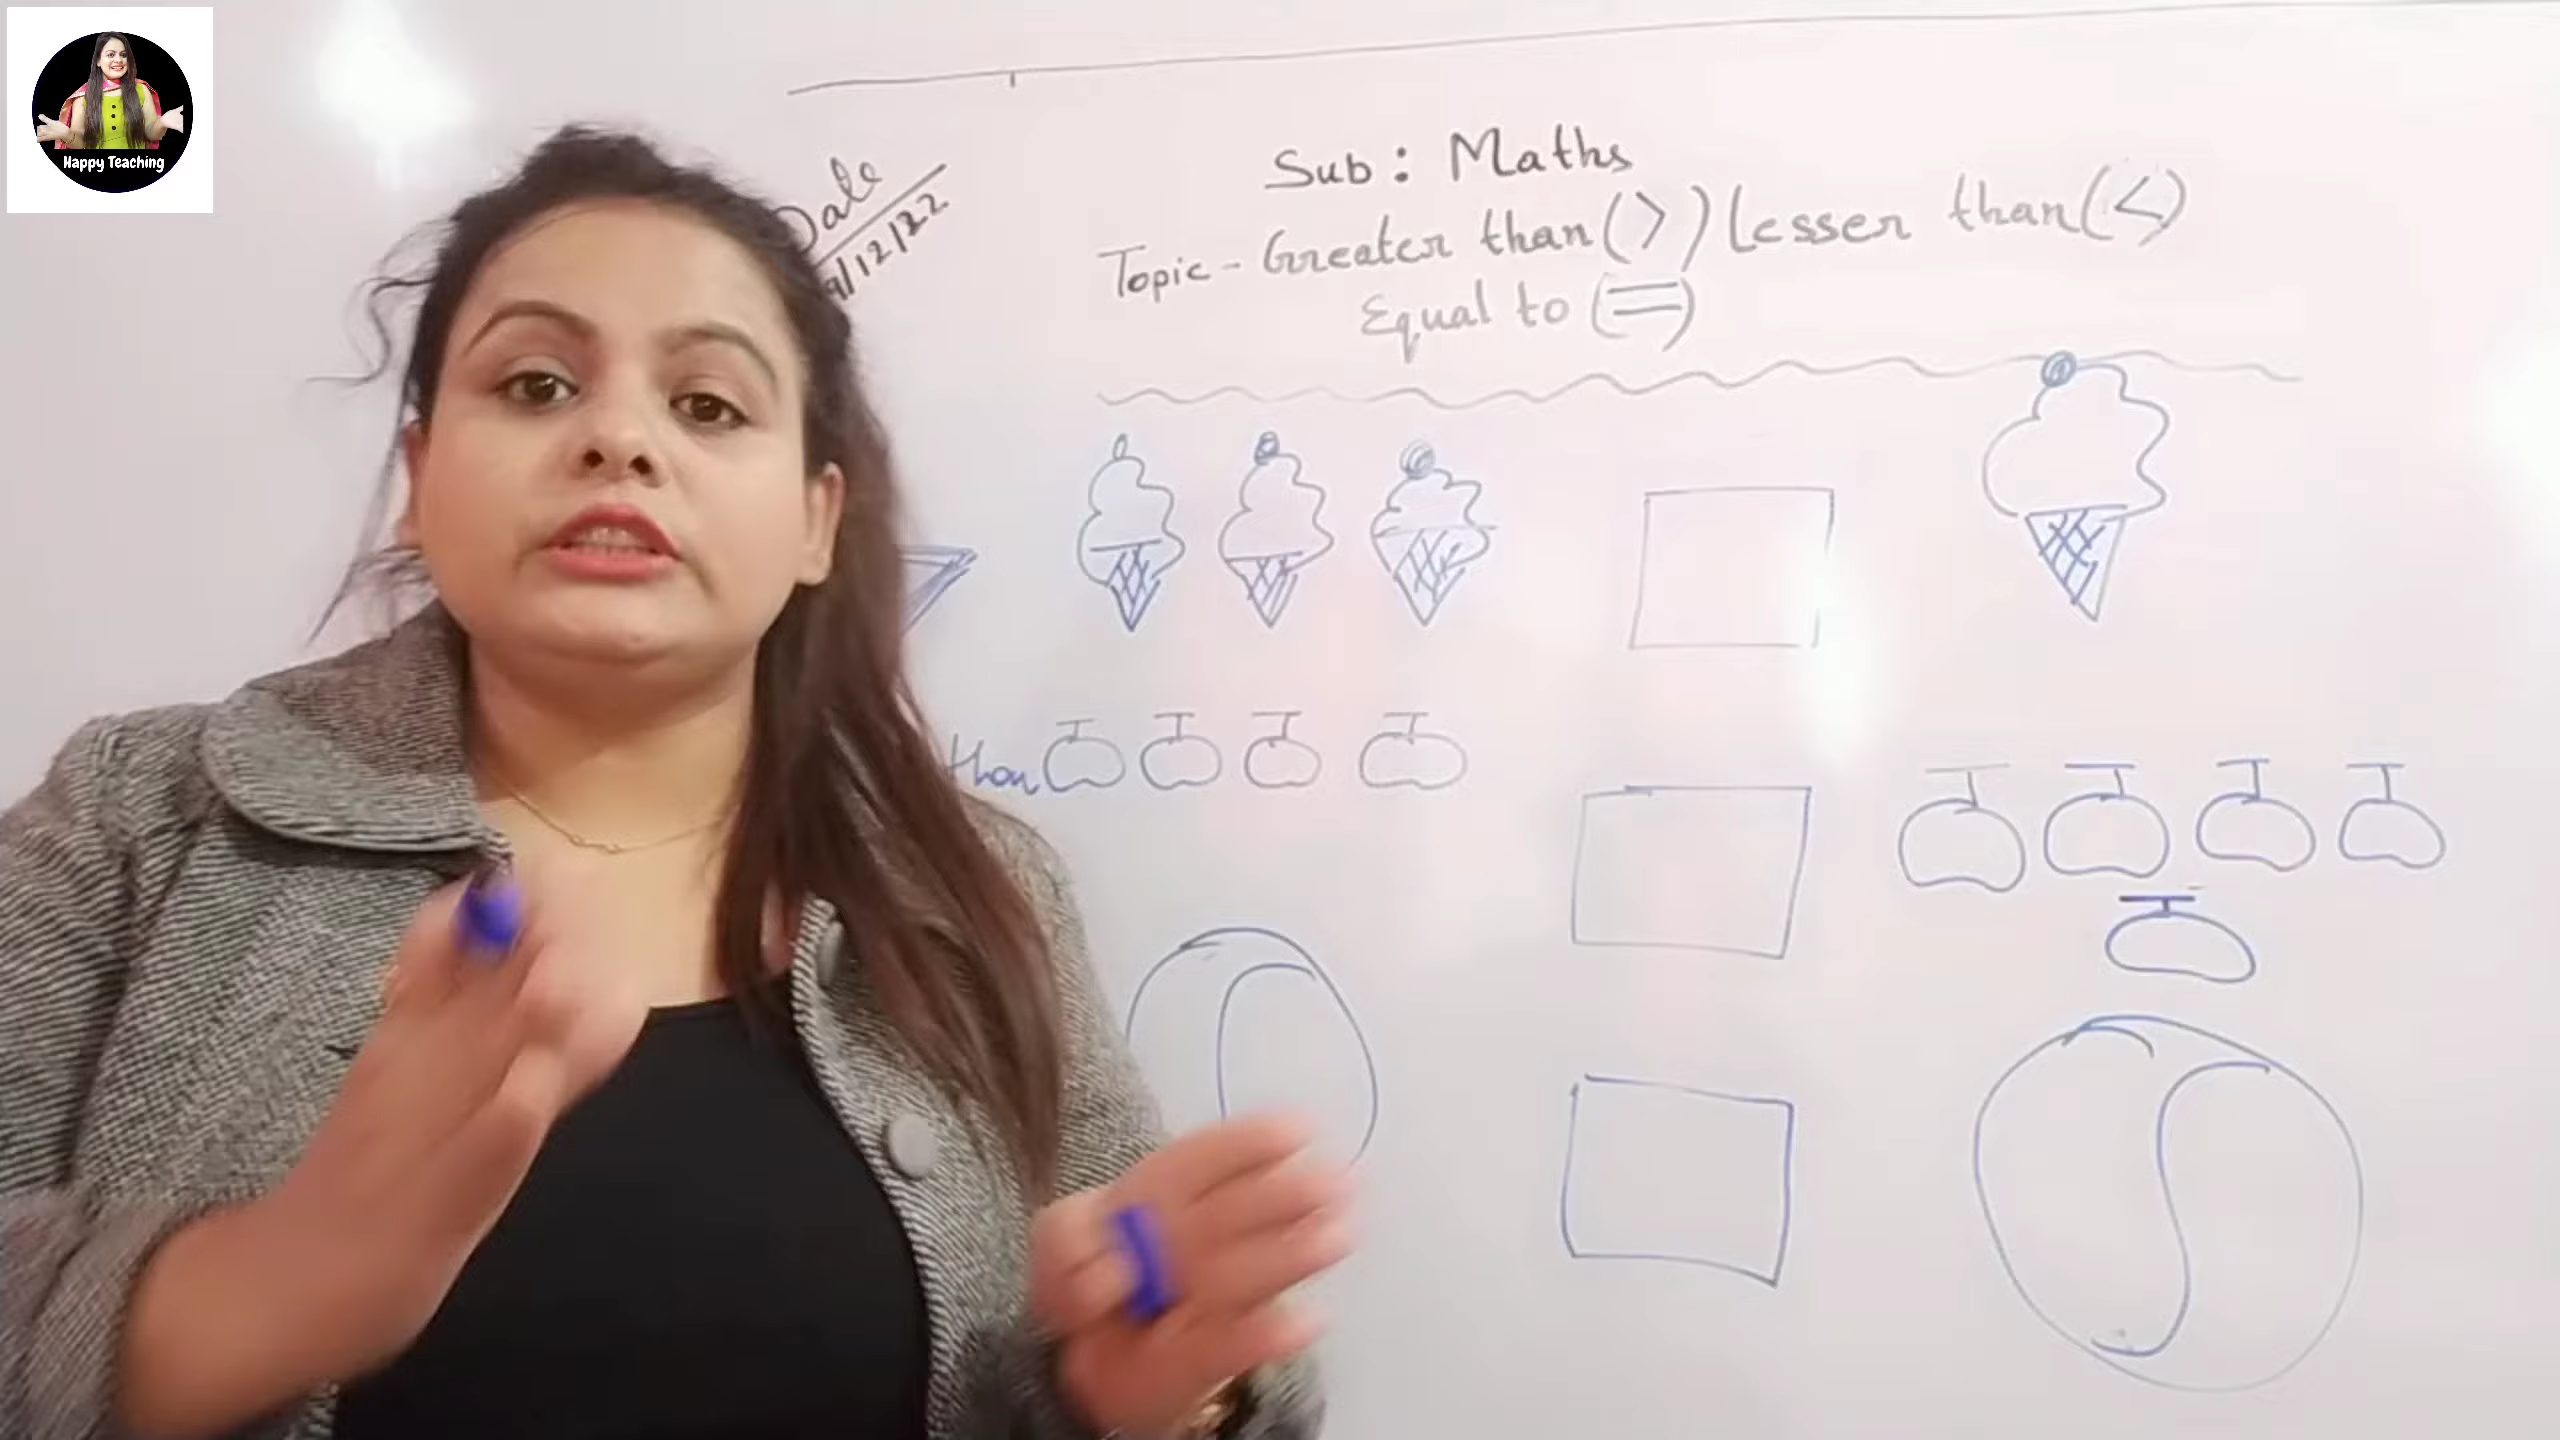 Happy Teaching
Date
9/12/22
Sub: Maths
Topic - Greater than (>) Lesser than (<)
Equal to (=)
than